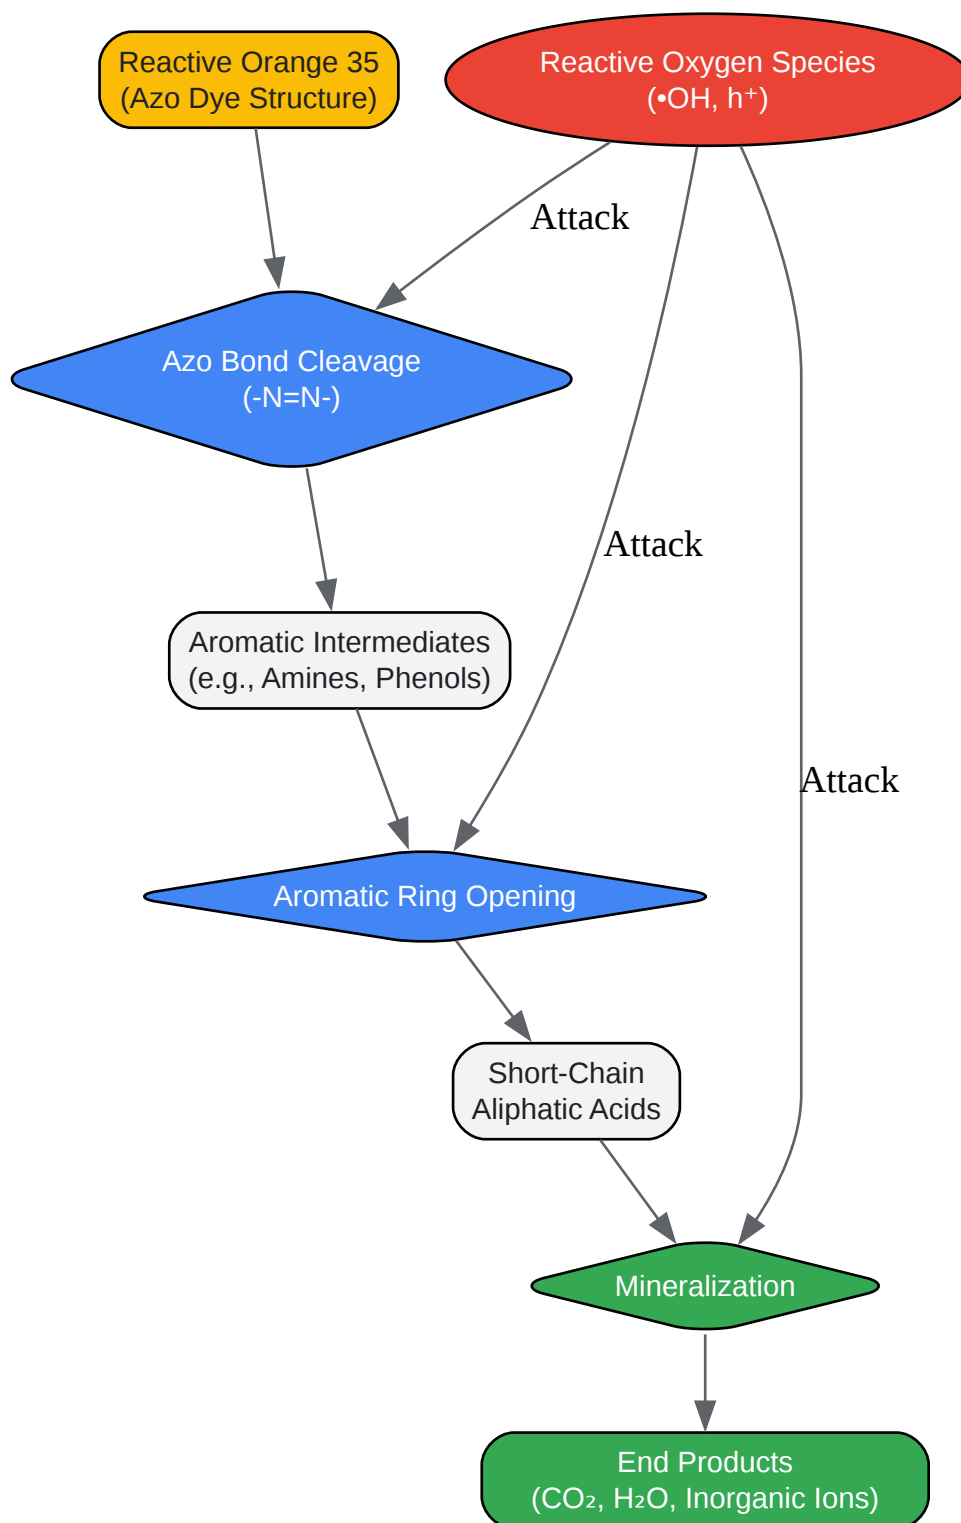 Reactive Orange 35
(Azo Dye Structure)
Reactive Oxygen Species
(•OH, h⁺)
Attack
Azo Bond Cleavage
(-N=N-)
Attack
Aromatic Intermediates
(e.g., Amines, Phenols)
Attack
Aromatic Ring Opening
Short-Chain
Aliphatic Acids
Mineralization
End Products
(CO₂, H₂O, Inorganic Ions)